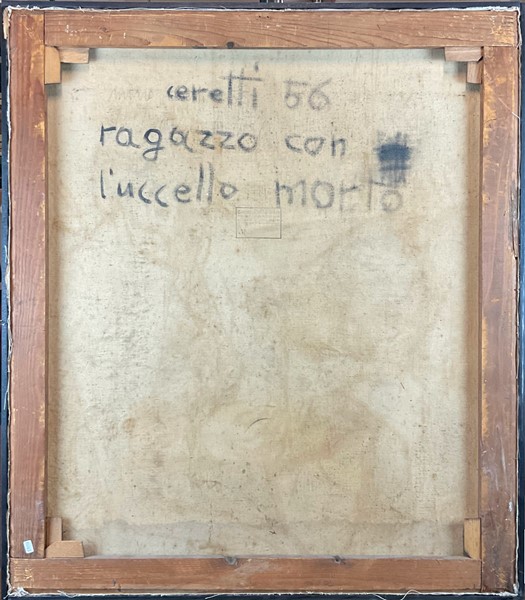 ceretti 56
ragazzo con
l'uccello morto